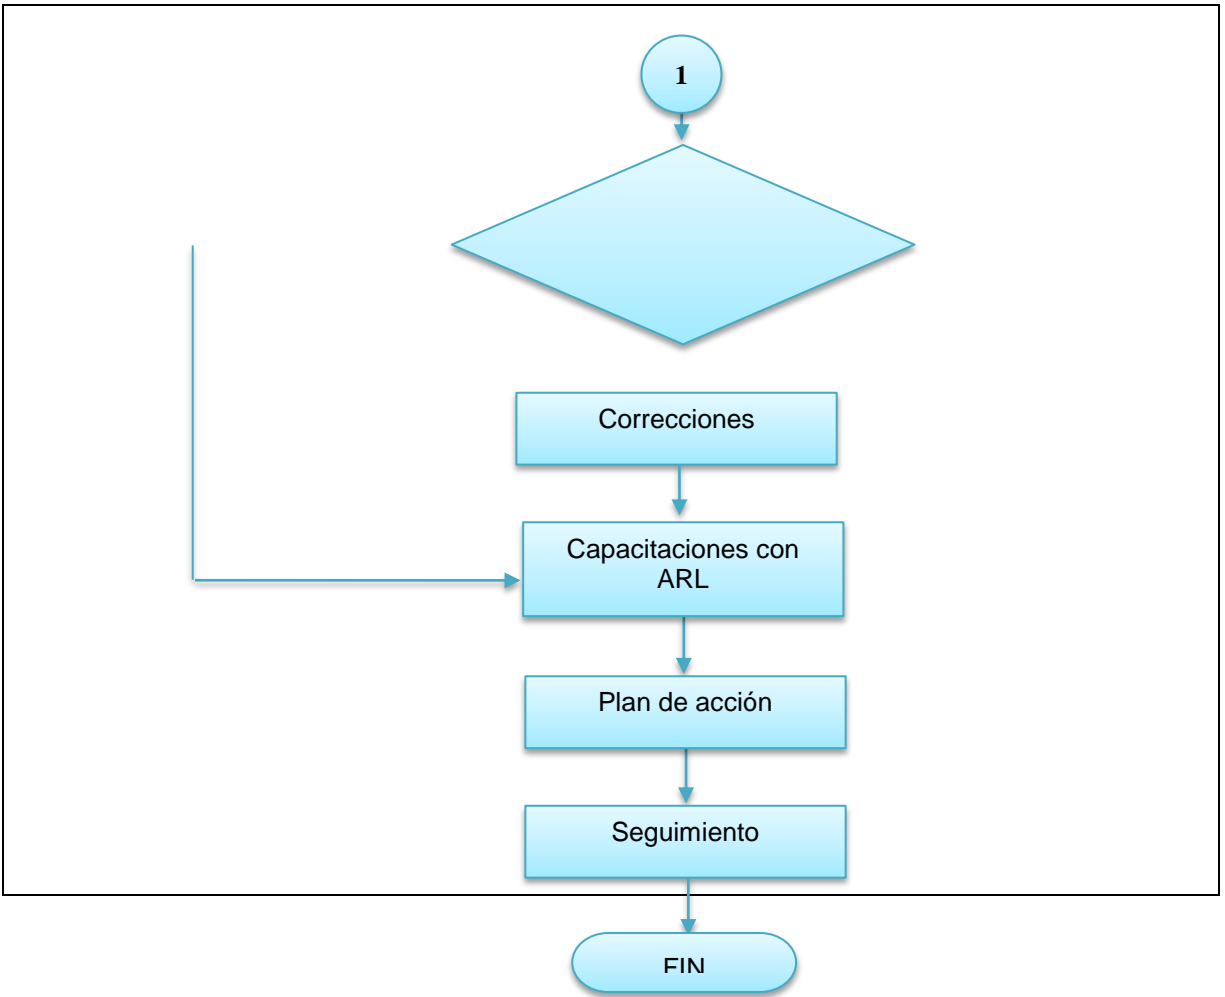 1
Correcciones
Capacitaciones con
ARL
Plan de acción
Seguimiento
FIN